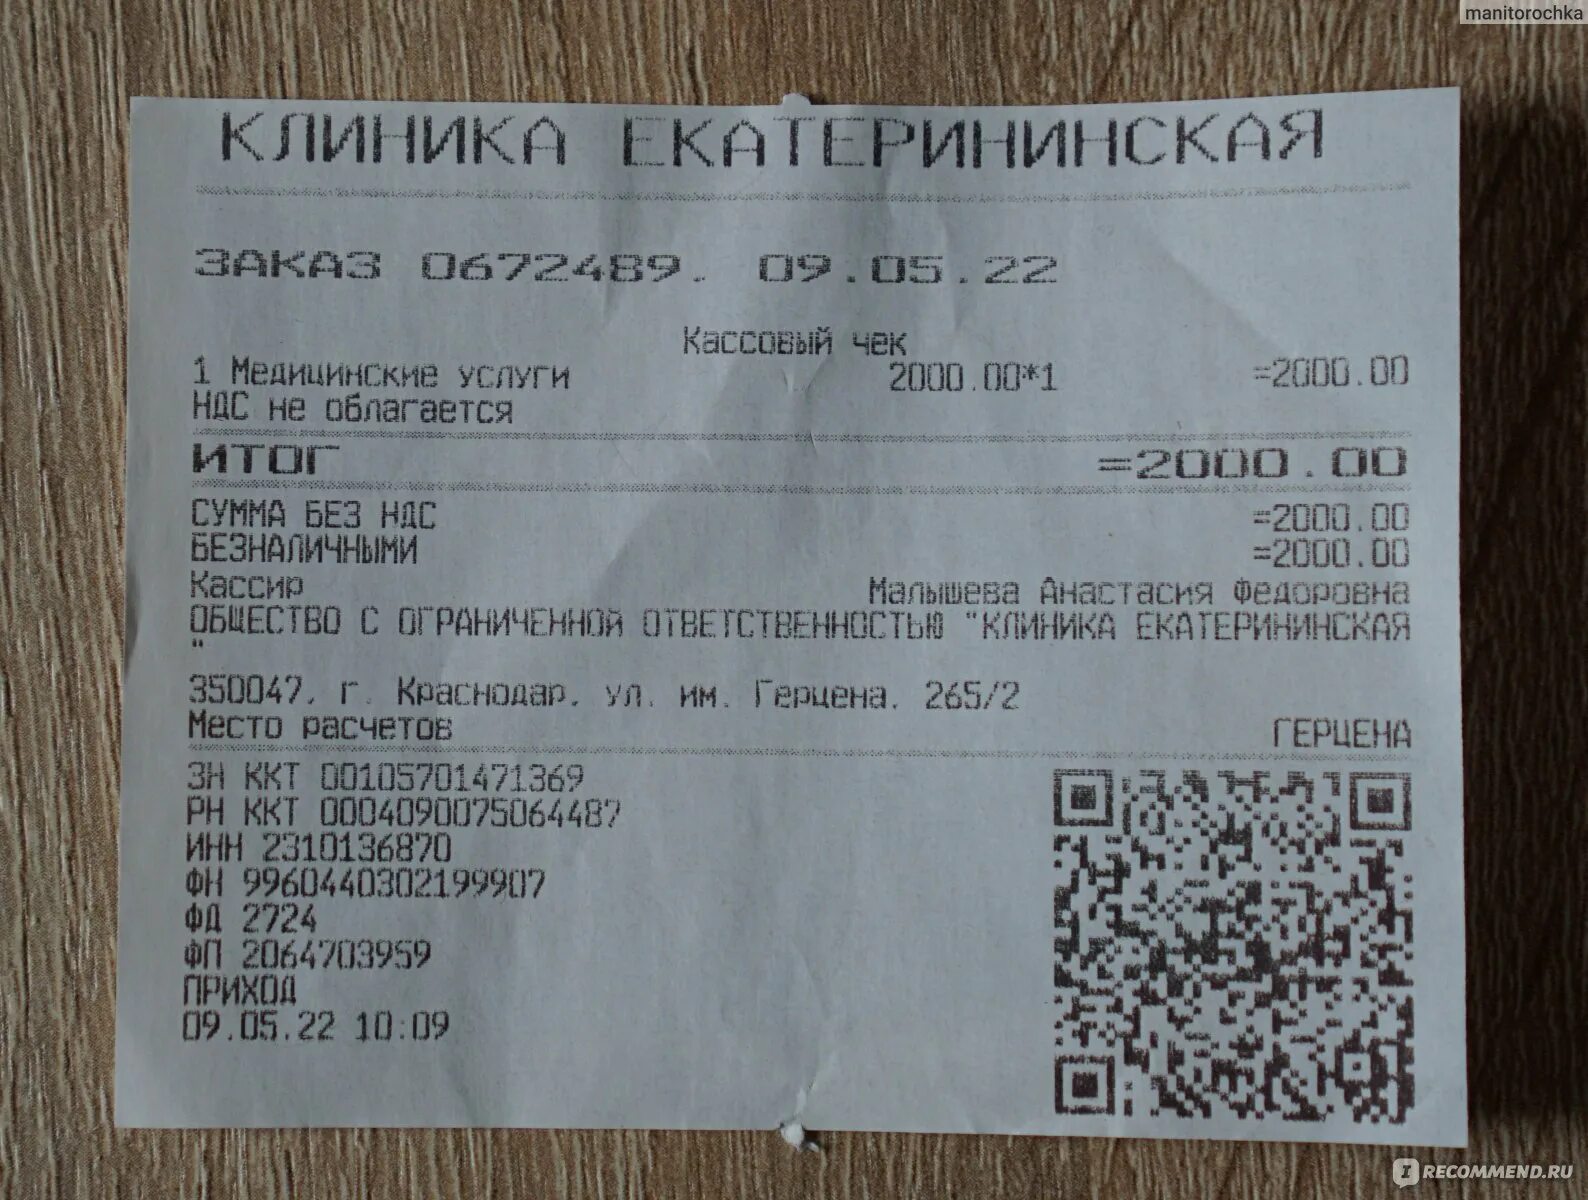 manitorochka
КЛИНИКА ЕКАТЕРИНИНСКАЯ
ЗАКАЗ 0672489. 09.05.22
Кассовый чек
1 Медицинские услуги 2000.00*1 =2000.00
НДС не облагается
ИТОГ =2000.00
СУММА БЕЗ НДС =2000.00
БЕЗНАЛИЧНЫМИ =2000.00
Кассир Малышева Анастасия Федоровна
ОБЩЕСТВО С ОГРАНИЧЕННОЙ ОТВЕТСТВЕННОСТЬЮ "КЛИНИКА ЕКАТЕРИНИНСКАЯ
"
350047, г. Краснодар, ул. им. Герцена, 265/2
Место расчетов ГЕРЦЕНА
ЗН ККТ 00105701471369
РН ККТ 0004090075064487
ИНН 2310136870
ФН 9960440302199907
ФД 2724
ФП 2064703959
ПРИХОД
09.05.22 10:09
RECOMMEND.RU